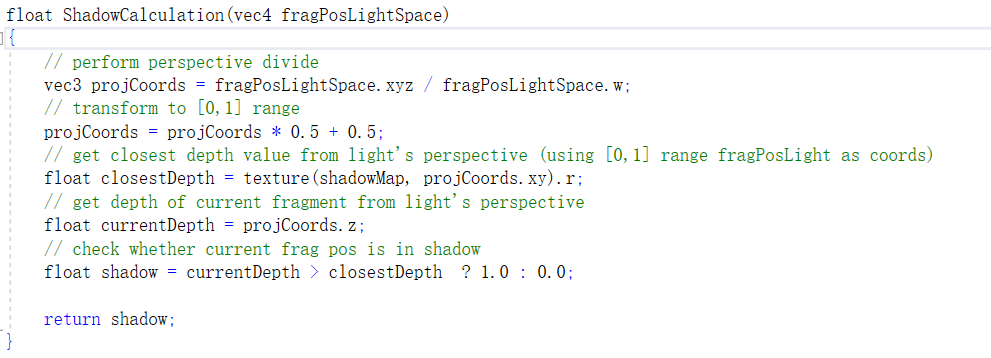 float ShadowCalculation(vec4 fragPosLightSpace)
{
// perform perspective divide
vec3 projCoords = fragPosLightSpace.xyz / fragPosLightSpace.w;
// transform to [0,1] range
projCoords = projCoords * 0.5 + 0.5;
// get closest depth value from light's perspective (using [0,1] range fragPosLight as coords)
float closestDepth = texture(shadowMap, projCoords.xy).r;
// get depth of current fragment from light's perspective
float currentDepth = projCoords.z;
// check whether current frag pos is in shadow
float shadow = currentDepth > closestDepth  ? 1.0 : 0.0;
return shadow;
}